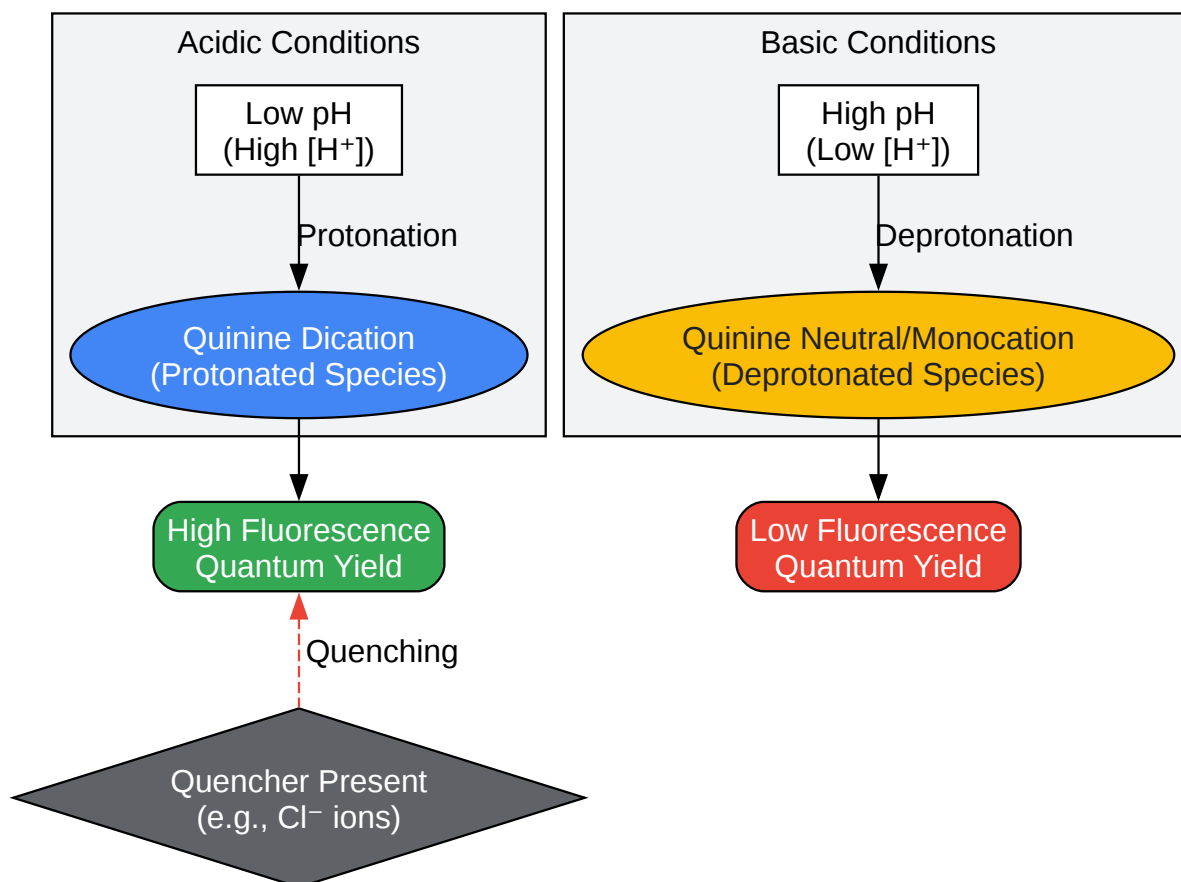 Acidic Conditions
Low pH
(High [H⁺])
Protonation
Quinine Dication
(Protonated Species)
High Fluorescence
Quantum Yield
Quenching
Quencher Present
(e.g., Cl⁻ ions)
Basic Conditions
High pH
(Low [H⁺])
Deprotonation
Quinine Neutral/Monocation
(Deprotonated Species)
Low Fluorescence
Quantum Yield